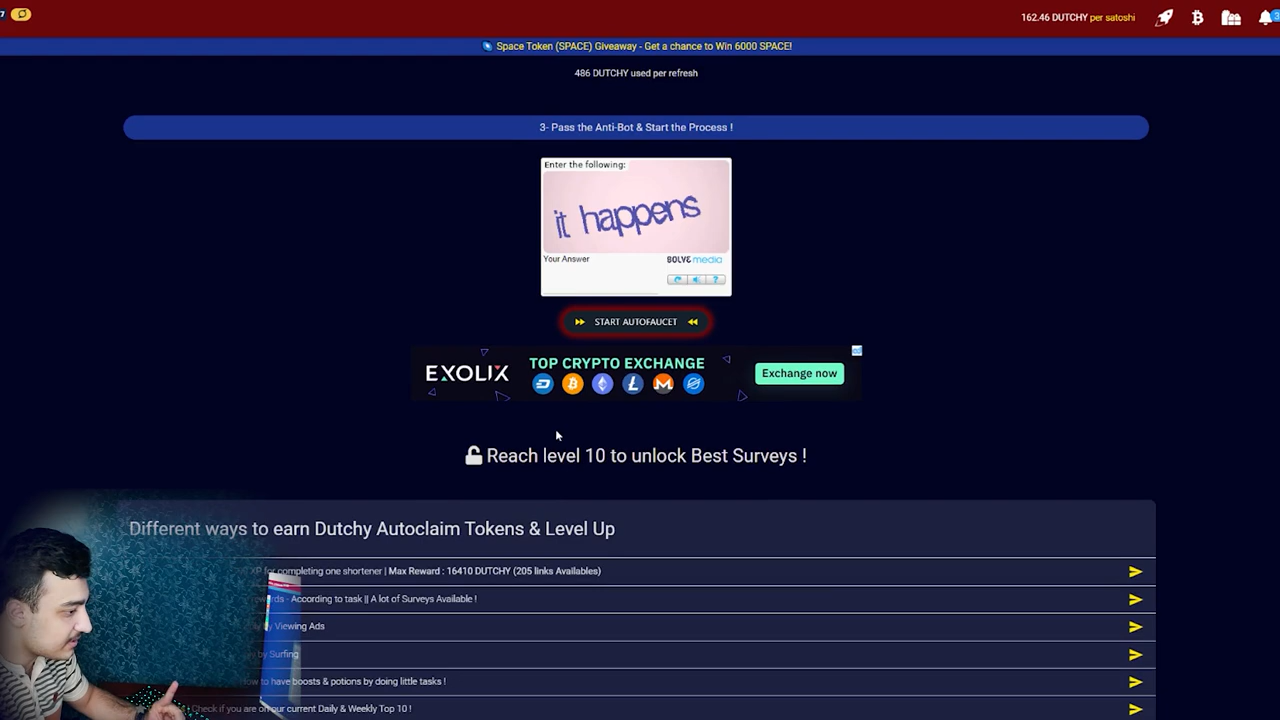 7
162.46 DUTCHY per satoshi
Space Token (SPACE) Giveaway - Get a chance to Win 6000 SPACE!
486 DUTCHY used per refresh
3- Pass the Anti-Bot & Start the Process !
Enter the following:
it happens
Your Answer
SOLVE media
?
START AUTOFAUCET
EXOLIX
TOP CRYPTO EXCHANGE
Exchange now
Reach level 10 to unlock Best Surveys !
Different ways to earn Dutchy Autoclaim Tokens & Level Up
XP for completing one shortener | Max Reward : 16410 DUTCHY (205 links Availables)
- According to task || A lot of Surveys Available !
by Viewing Ads
by Surfing
How to have boosts & potions by doing little tasks !
Check if you are on our current Daily & Weekly Top 10 !